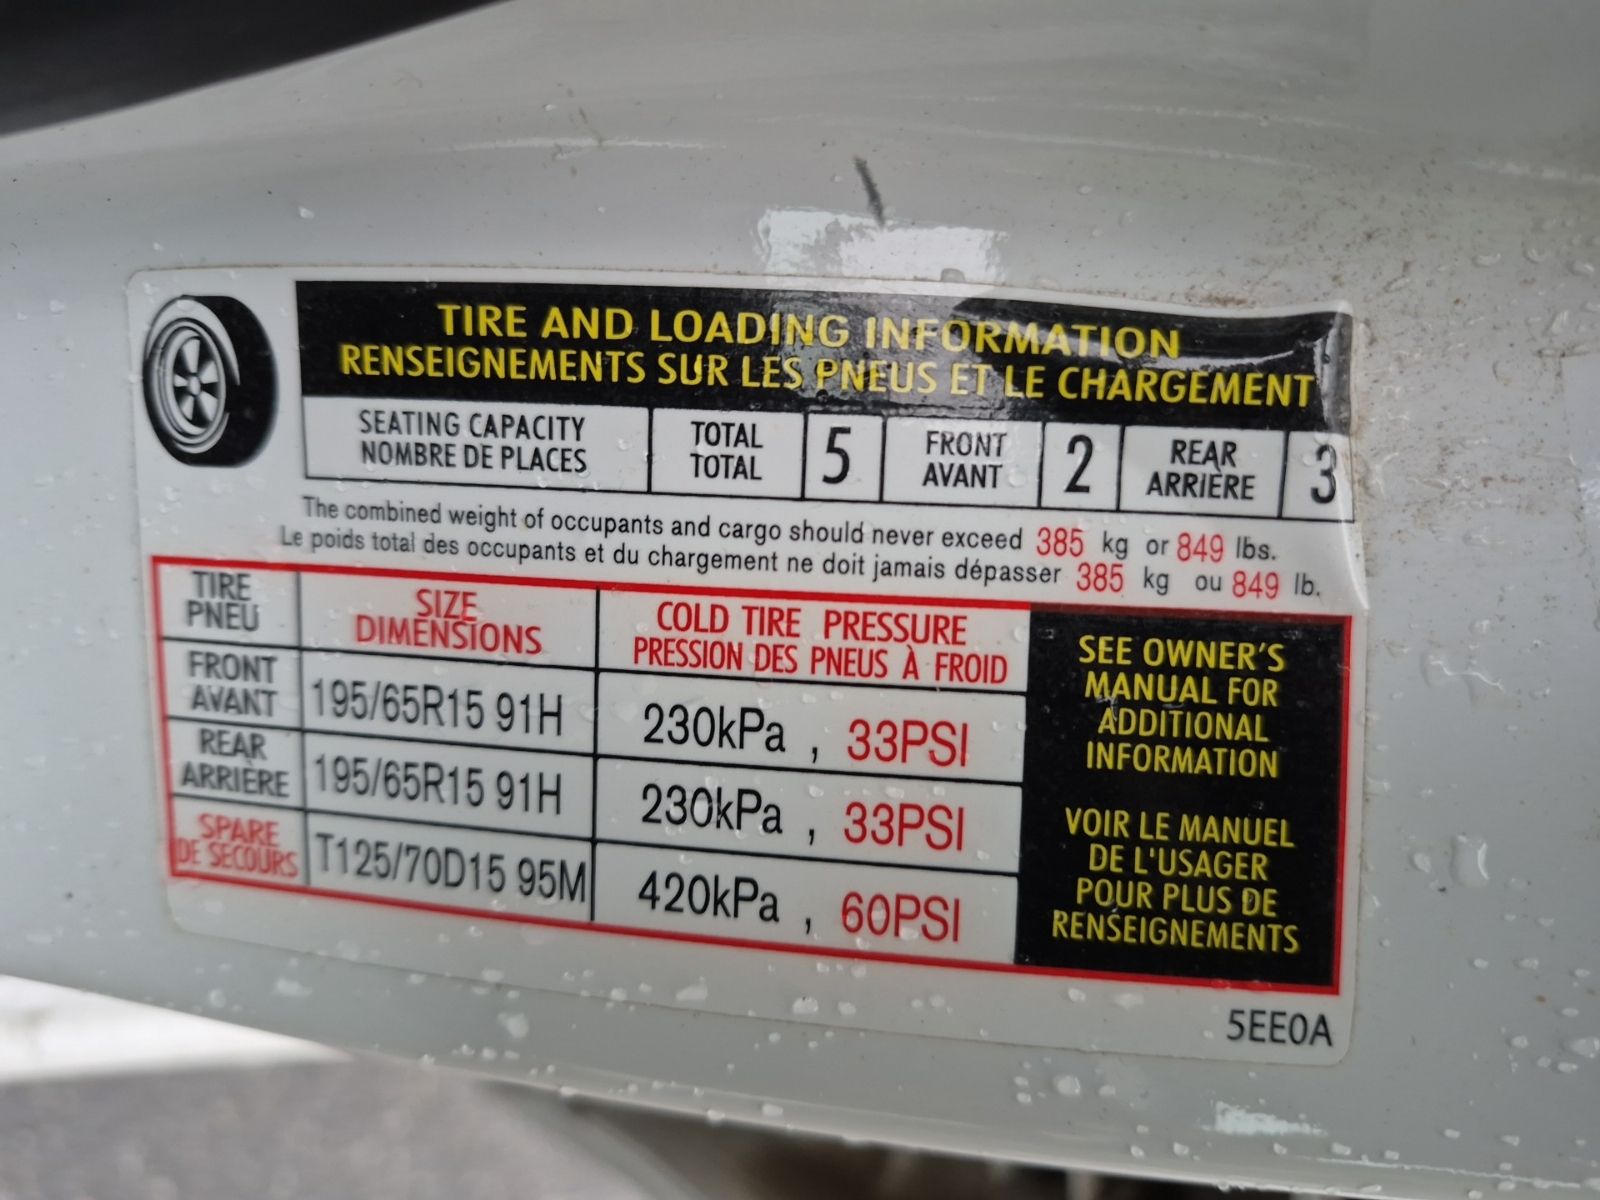 TIRE AND LOADING INFORMATION
RENSEIGNEMENTS SUR LES PNEUS ET LE CHARGEMENT
SEATING CAPACITY
NOMBRE DE PLACES
TOTAL
TOTAL
5
FRONT
AVANT
2
REAR
ARRIÈRE
3
The combined weight of occupants and cargo should never exceed 385 kg or 849 lbs.
Le poids total des occupants et du chargement ne doit jamais dépasser 385 kg ou 849 lb.
TIRE
PNEU
SIZE
DIMENSIONS
COLD TIRE PRESSURE
PRESSION DES PNEUS À FROID
FRONT
AVANT
195/65R15 91H
230kPa , 33PSI
REAR
ARRIÈRE
195/65R15 91H
230kPa , 33PSI
SPARE
DE SECOURS
T125/70D15 95M
420kPa , 60PSI
SEE OWNER'S
MANUAL FOR
ADDITIONAL
INFORMATION
VOIR LE MANUEL
DE L'USAGER
POUR PLUS DE
RENSEIGNEMENTS
5EE0A